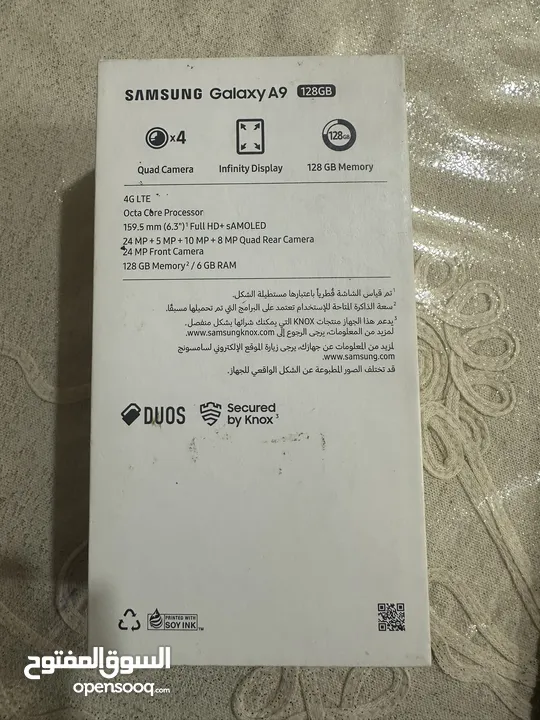 SAMSUNG Galaxy A9 128GB
x4
128GB
Quad Camera
Infinity Display
128 GB Memory
4G LTE
Octa Core Processor
159.5 mm (6.3")¹ Full HD+ sAMOLED
24 MP + 5 MP + 10 MP + 8 MP Quad Rear Camera
24 MP Front Camera
128 GB Memory² / 6 GB RAM
¹تم قياس الشاشة قُطرياً باعتبارها مستطيلة الشكل.
²سعة الذاكرة المتاحة للإستخدام تعتمد على البرامج التي تم تحميلها مسبقًا.
³يدعم هذا الجهاز منتجات KNOX التي يمكنك شرائها بشكل منفصل.
لمزيد من المعلومات، يرجى الرجوع إلى www.samsungknox.com.
لمزيد من المعلومات عن جهازك، يرجى زيارة الموقع الإلكتروني لسامسونج
www.samsung.com.
قد تختلف الصور المطبوعة عن الشكل الواقعي للجهاز.
DUOS
Secured
by Knox³
PRINTED WITH
SOY INK™
السوق المفتوح
opensooq.com